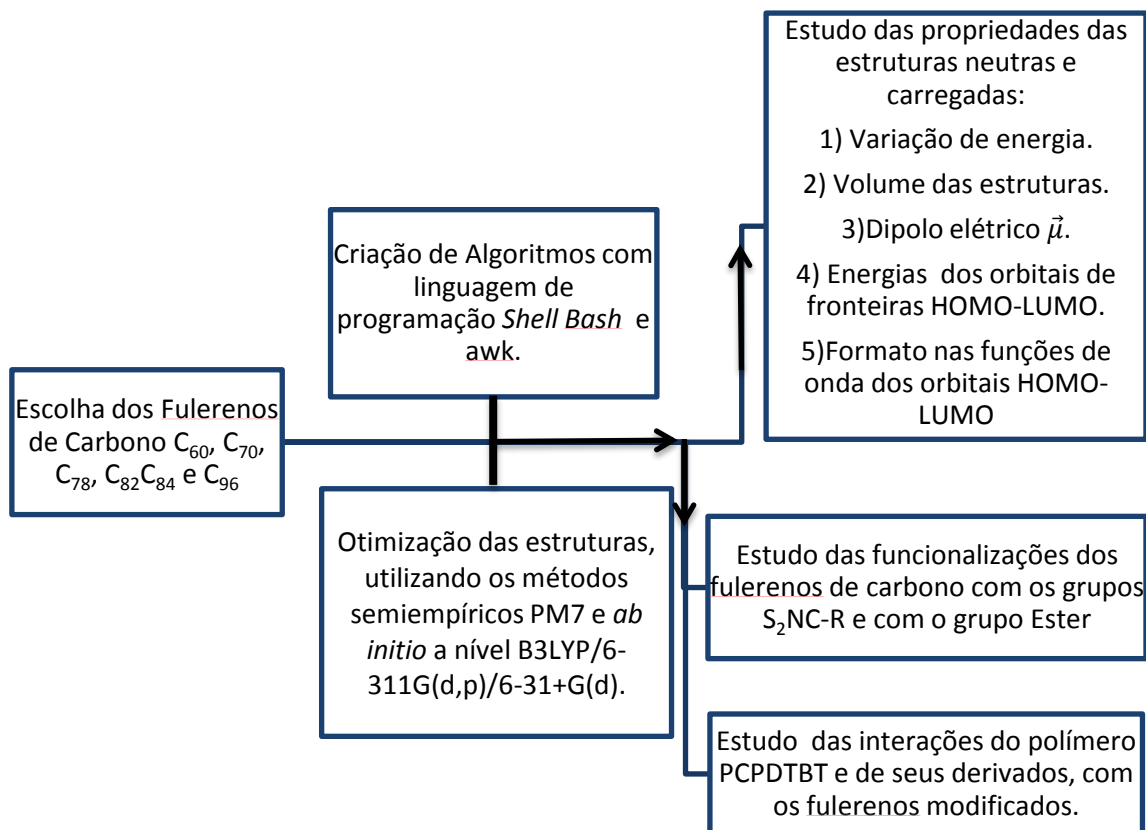 Escolha dos Fulerenos
de Carbono C₆₀, C₇₀,
C₇₈, C₈₂C₈₄ e C₉₆
Criação de Algoritmos com
linguagem de
programação Shell Bash e
awk.
Otimização das estruturas,
utilizando os métodos
semiempíricos PM7 e ab
initio a nível B3LYP/6-
311G(d,p)/6-31+G(d).
Estudo das propriedades das
estruturas neutras e
carregadas:
1) Variação de energia.
2) Volume das estruturas.
3)Dipolo elétrico μ⃗.
4) Energias dos orbitais de
fronteiras HOMO-LUMO.
5)Formato nas funções de
onda dos orbitais HOMO-
LUMO
Estudo das funcionalizações dos
fulerenos de carbono com os grupos
S₂NC-R e com o grupo Ester
Estudo das interações do polímero
PCPDTBT e de seus derivados, com
os fulerenos modificados.